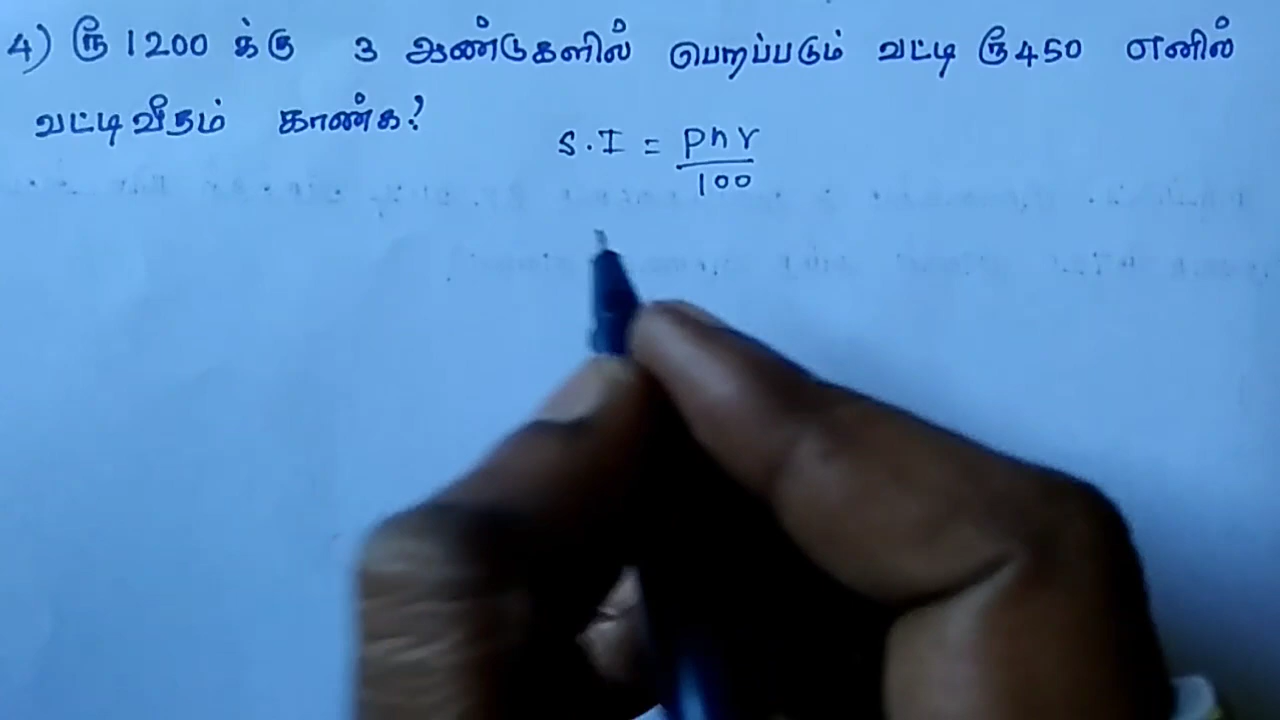 4) ரூ 1200 க்கு 3 ஆண்டுகளில் பெறப்படும் வட்டி ரூ 450 எனில்
வட்டிவீதம் காண்க?
S.I = pnr
100